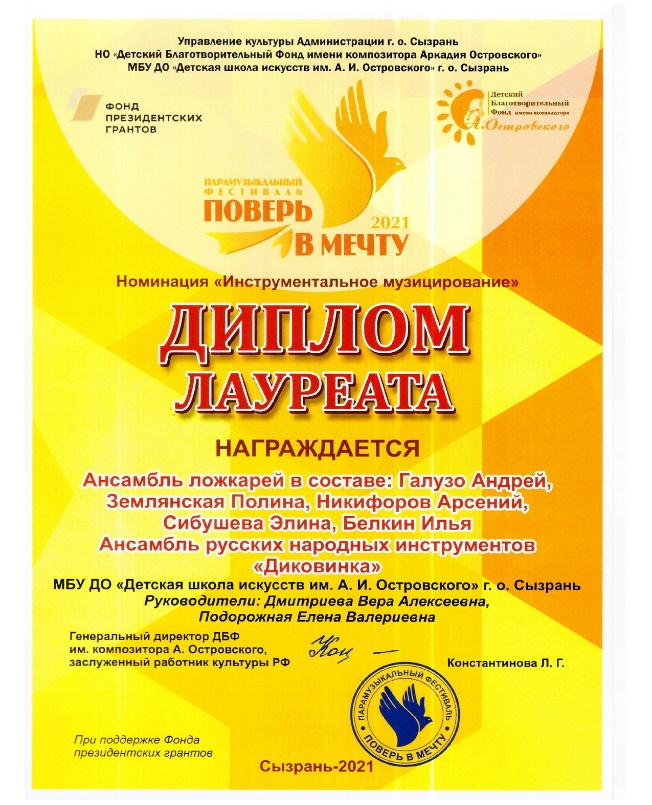 Управление культуры Администрации г. о. Сызрань
НО «Детский Благотворительный Фонд имени композитора Аркадия Островского»
МБУ ДО «Детская школа искусств им. А. И. Островского» г. о. Сызрань
ФОНД
ПРЕЗИДЕНТСКИХ
ГРАНТОВ
Детский
Благотворительный
Фонд имени композитора
А.Островского
ПАРАМУЗЫКАЛЬНЫЙ
ФЕСТИВАЛЬ
ПОВЕРЬ
2021
В МЕЧТУ
Номинация «Инструментальное музицирование»
ДИПЛОМ
ЛАУРЕАТА
НАГРАЖДАЕТСЯ
Ансамбль ложкарей в составе: Галузо Андрей,
Землянская Полина, Никифоров Арсений,
Сибушева Элина, Белкин Илья
Ансамбль русских народных инструментов
«Диковинка»
МБУ ДО «Детская школа искусств им. А. И. Островского» г. о. Сызрань
Руководители: Дмитриева Вера Алексеевна,
Подорожная Елена Валериевна
Генеральный директор ДБФ
им. композитора А. Островского,
заслуженный работник культуры РФ
Константинова Л. Г.
ПАРАМУЗЫКАЛЬНЫЙ ФЕСТИВАЛЬ
ПОВЕРЬ В МЕЧТУ
При поддержке Фонда
президентских грантов
Сызрань-2021